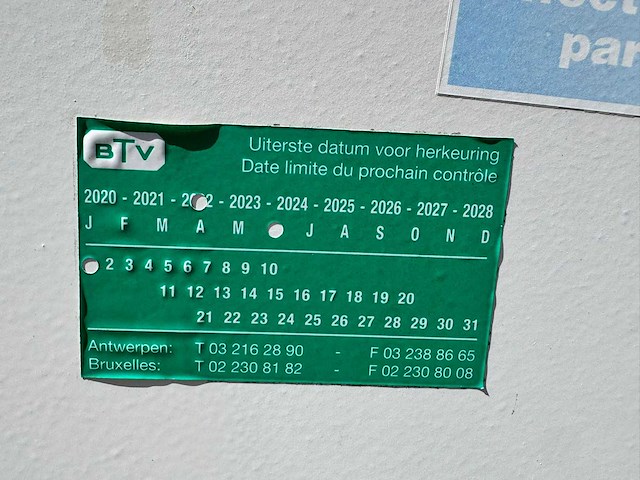 par
BTV
Uiterste datum voor herkeuring
Date limite du prochain contrôle
2020 - 2021 - 2022 - 2023 - 2024 - 2025 - 2026 - 2027 - 2028
J F M A M J A S O N D
2 3 4 5 6 7 8 9 10
11 12 13 14 15 16 17 18 19 20
21 22 23 24 25 26 27 28 29 30 31
Antwerpen: T 03 216 28 90 - F 03 238 86 65
Bruxelles: T 02 230 81 82 - F 02 230 80 08